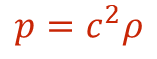 p = c²ρ